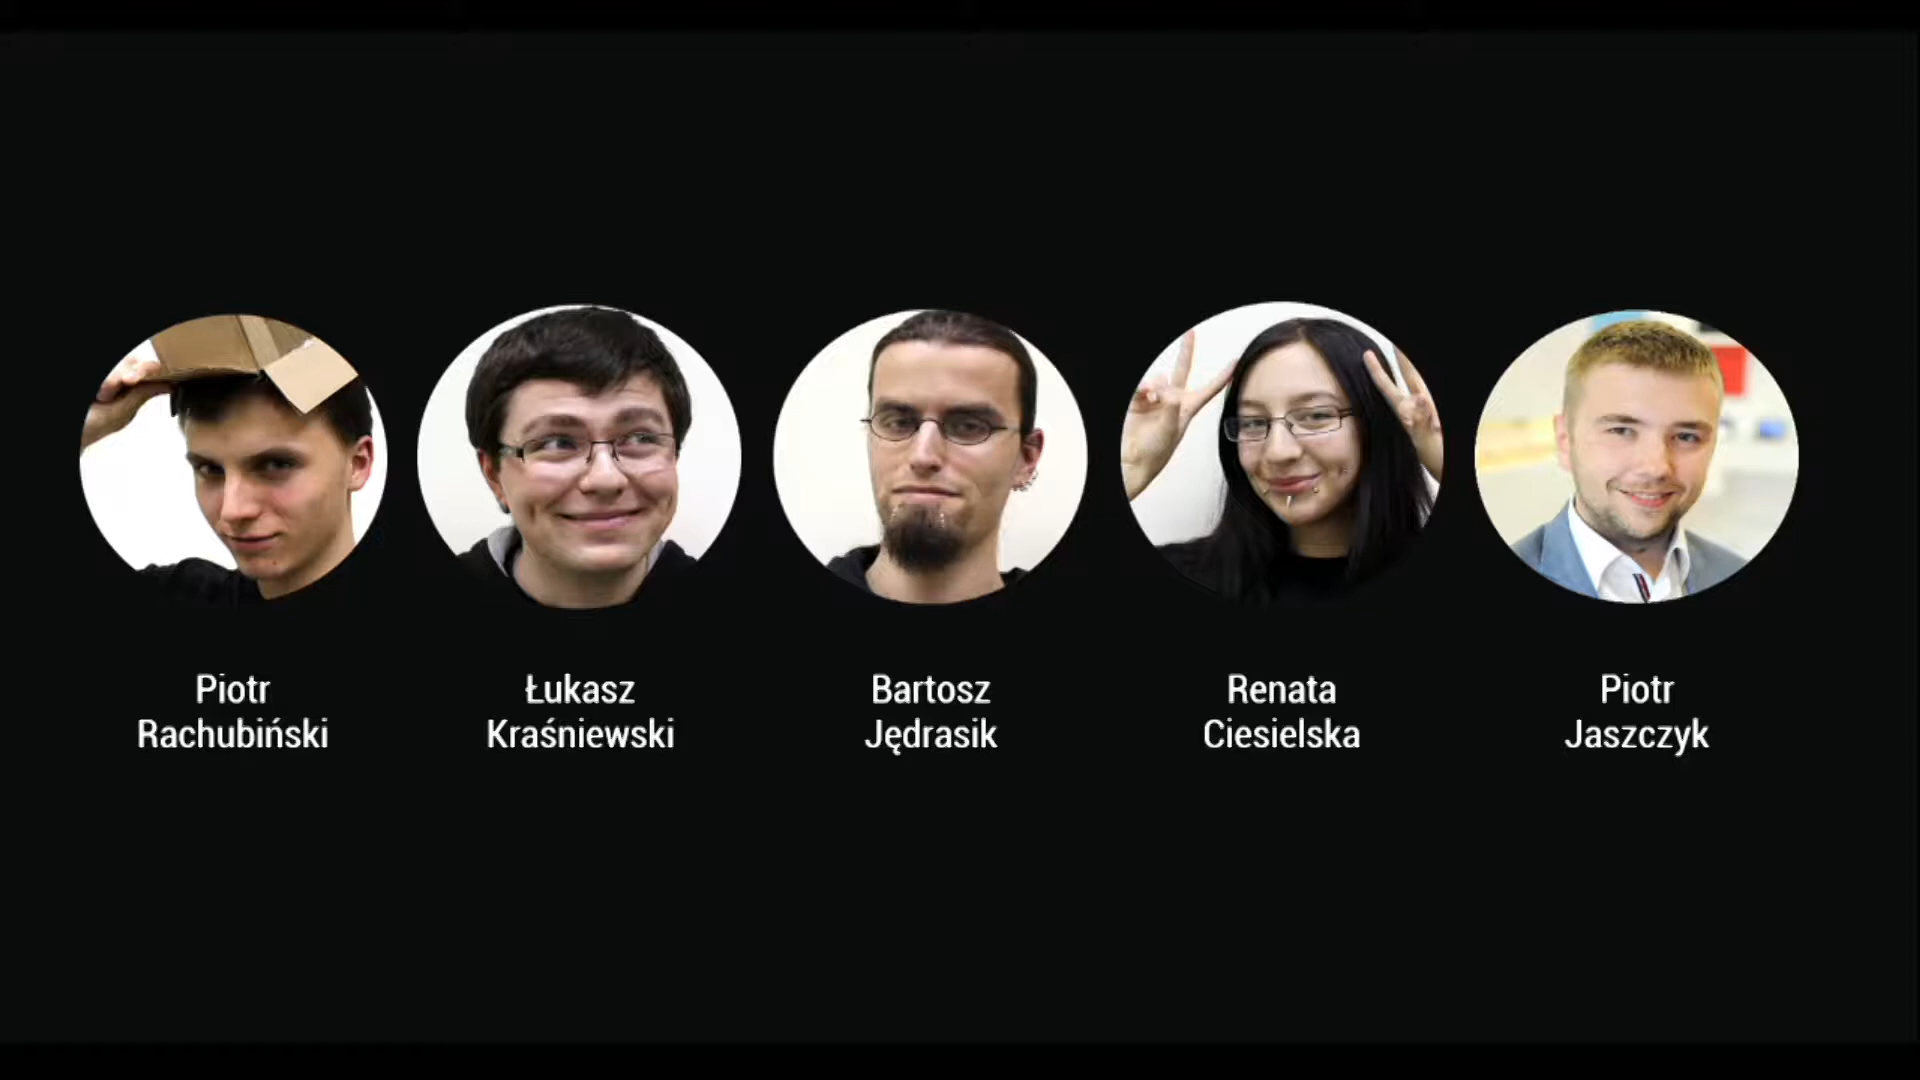 Piotr
Rachubiński
Łukasz
Kraśniewski
Bartosz
Jędrasik
Renata
Ciesielska
Piotr
Jaszczyk